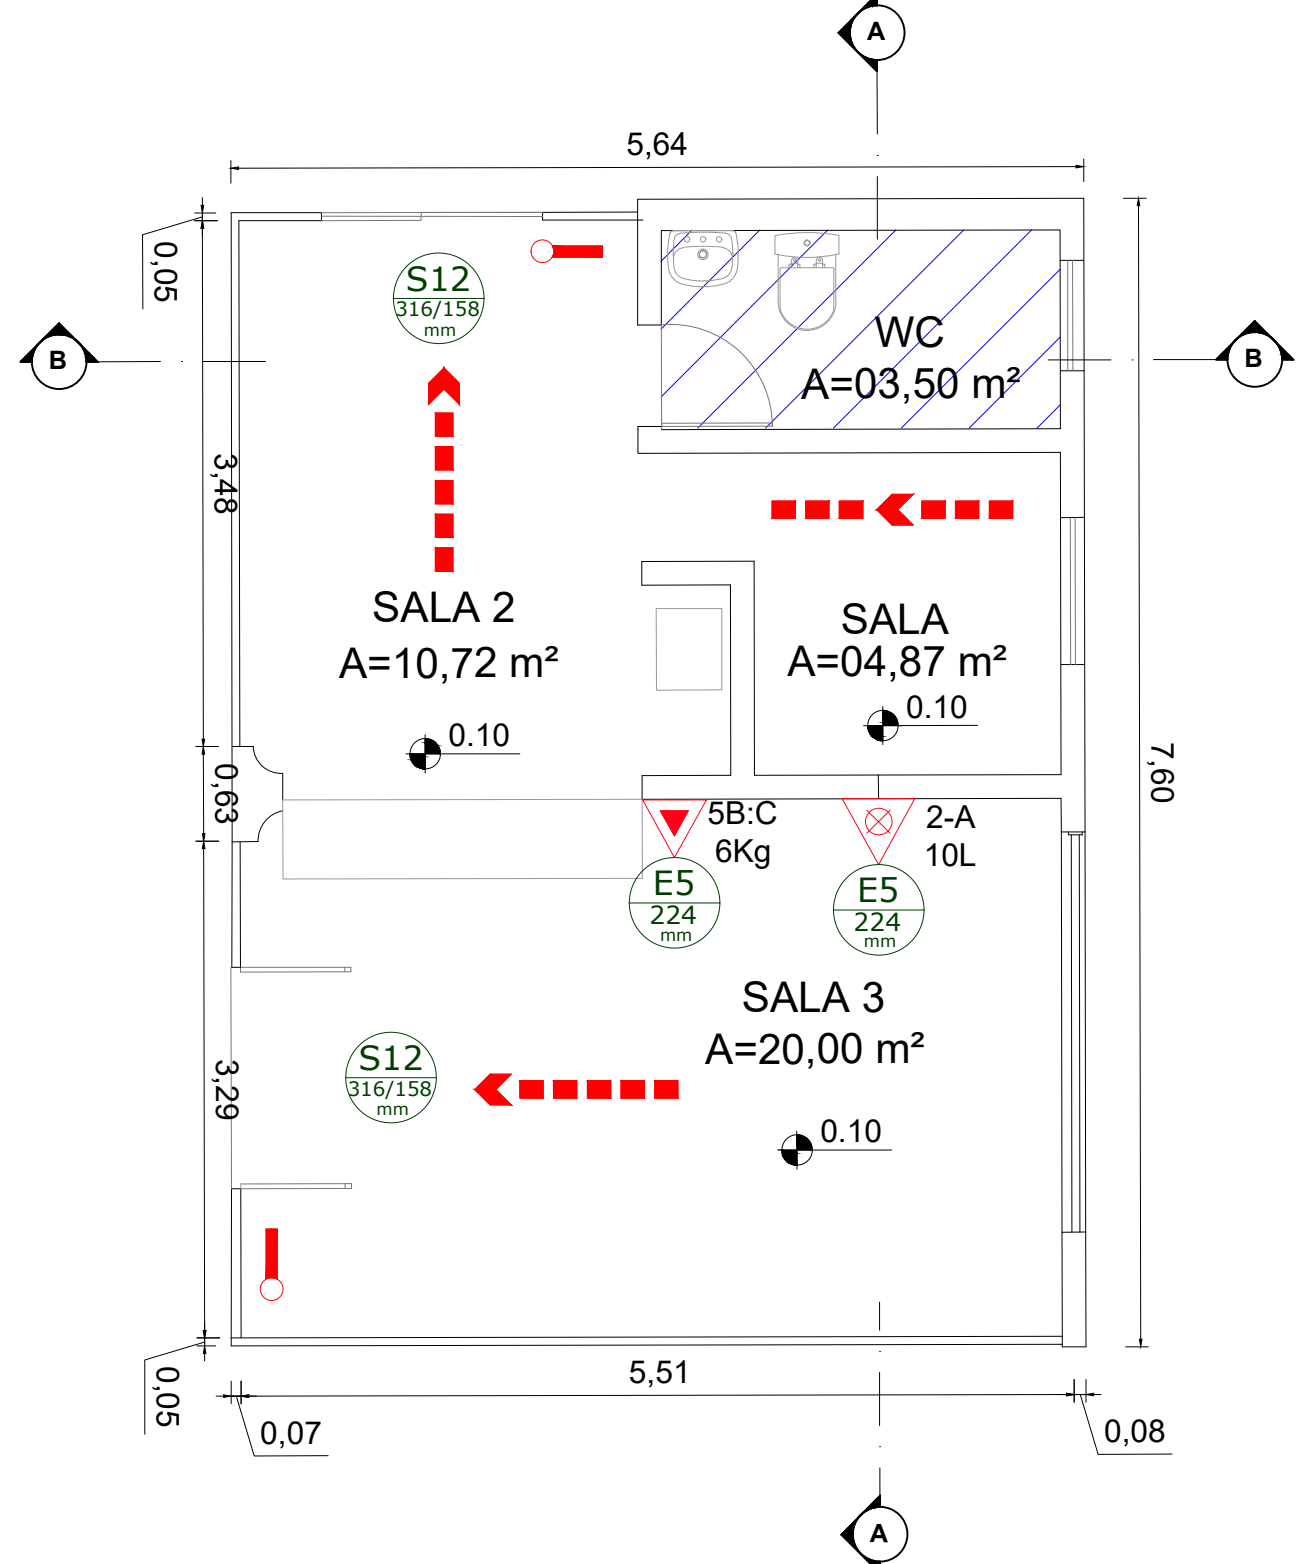 A
5,64
0,05
S12
316/158
mm
WC
A=03,50 m²
B
B
3,48
SALA 2
A=10,72 m²
SALA
A=04,87 m²
0.10
0.10
0,63
7,60
5B:C
6Kg
2-A
10L
E5
224
mm
E5
224
mm
SALA 3
A=20,00 m²
S12
316/158
mm
3,29
0.10
0,05
5,51
0,07
0,08
A